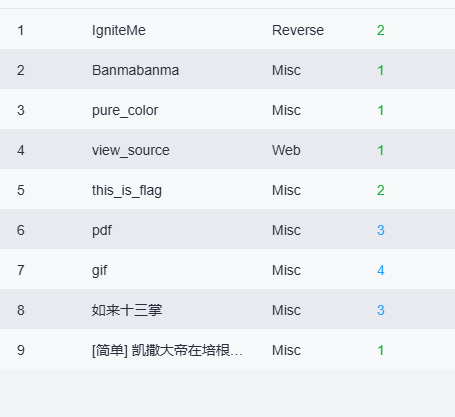 1 IgniteMe Reverse 2
2 Banmabanma Misc 1
3 pure_color Misc 1
4 view_source Web 1
5 this_is_flag Misc 2
6 pdf Misc 3
7 gif Misc 4
8 如来十三掌 Misc 3
9 [简单] 凯撒大帝在培根… Misc 1